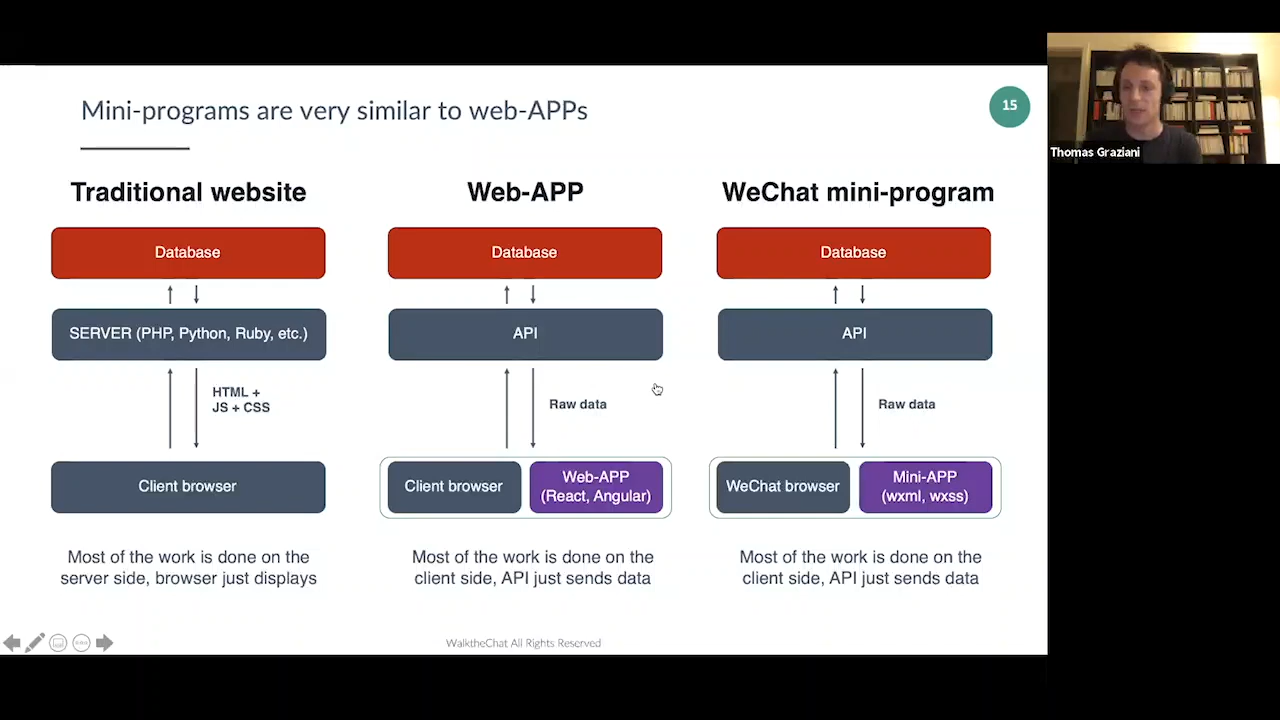 Mini-programs are very similar to web-APPs
15
Thomas Graziani
Traditional website
Database
SERVER (PHP, Python, Ruby, etc.)
HTML +
JS + CSS
Client browser
Most of the work is done on the
server side, browser just displays
Web-APP
Database
API
Raw data
Client browser
Web-APP
(React, Angular)
Most of the work is done on the
client side, API just sends data
WeChat mini-program
Database
API
Raw data
WeChat browser
Mini-APP
(wxml, wxss)
Most of the work is done on the
client side, API just sends data
WalktheChat All Rights Reserved